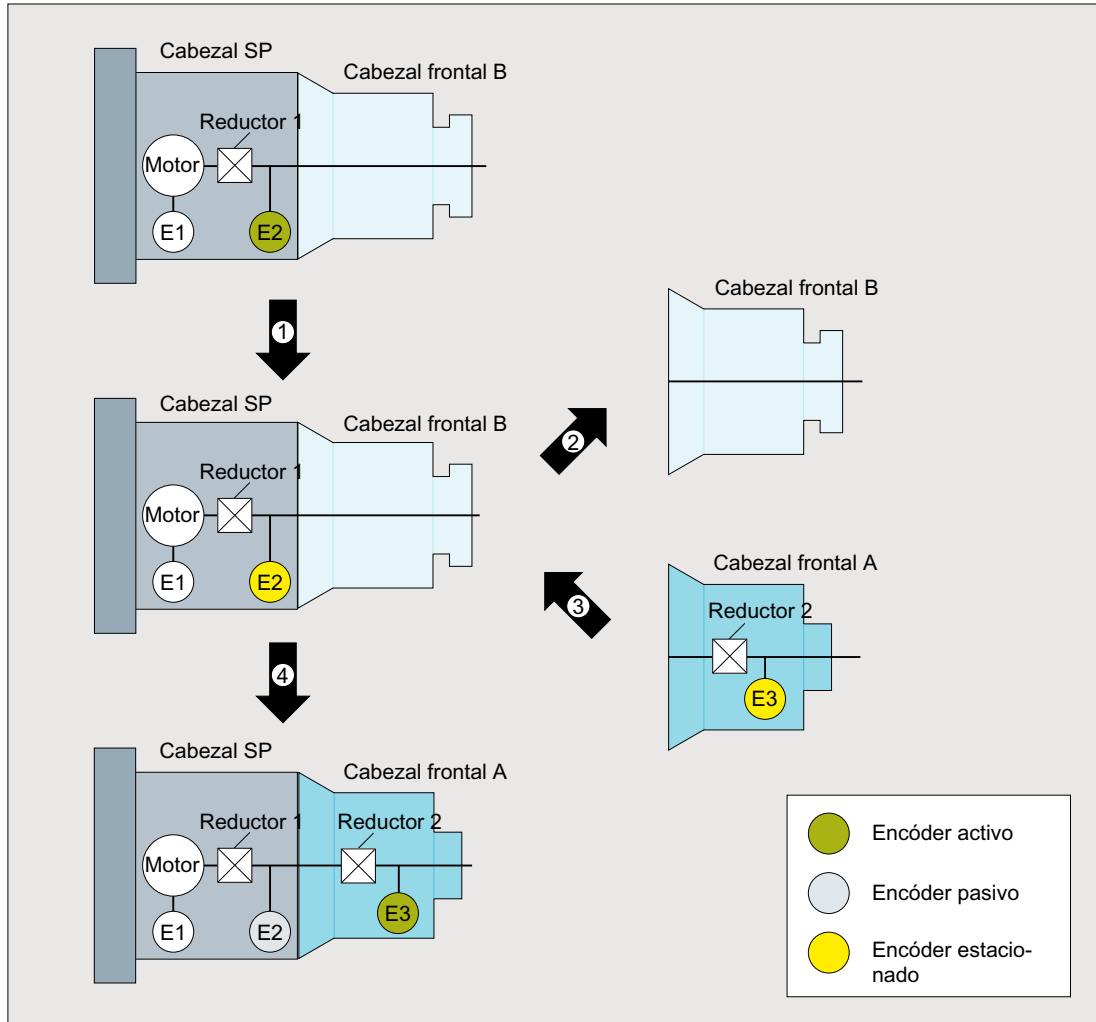 Cabezal SP
Cabezal frontal B
Reductor 1
Motor
E1
E2
1
Cabezal frontal B
Cabezal SP
Cabezal frontal B
2
Reductor 1
Motor
E1
E2
3
Cabezal frontal A
Reductor 2
E3
4
Cabezal SP
Cabezal frontal A
Reductor 1
Reductor 2
Motor
E1
E2
E3
Encóder activo
Encóder pasivo
Encóder estacio-
nado